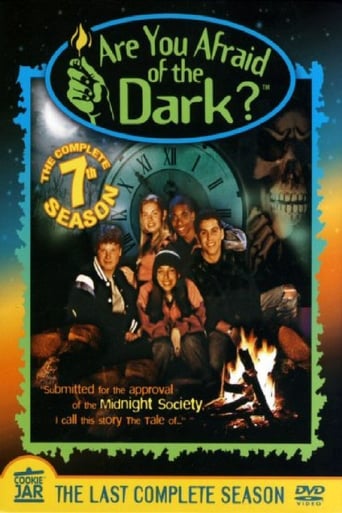 Are You Afraid
of the
Dark?™
THE COMPLETE
7th
SEASON
"Submitted for the approval
of the Midnight Society.
I call this story The Tale of..."
COOKIE
JAR
THE LAST COMPLETE SEASON
DVD
VIDEO